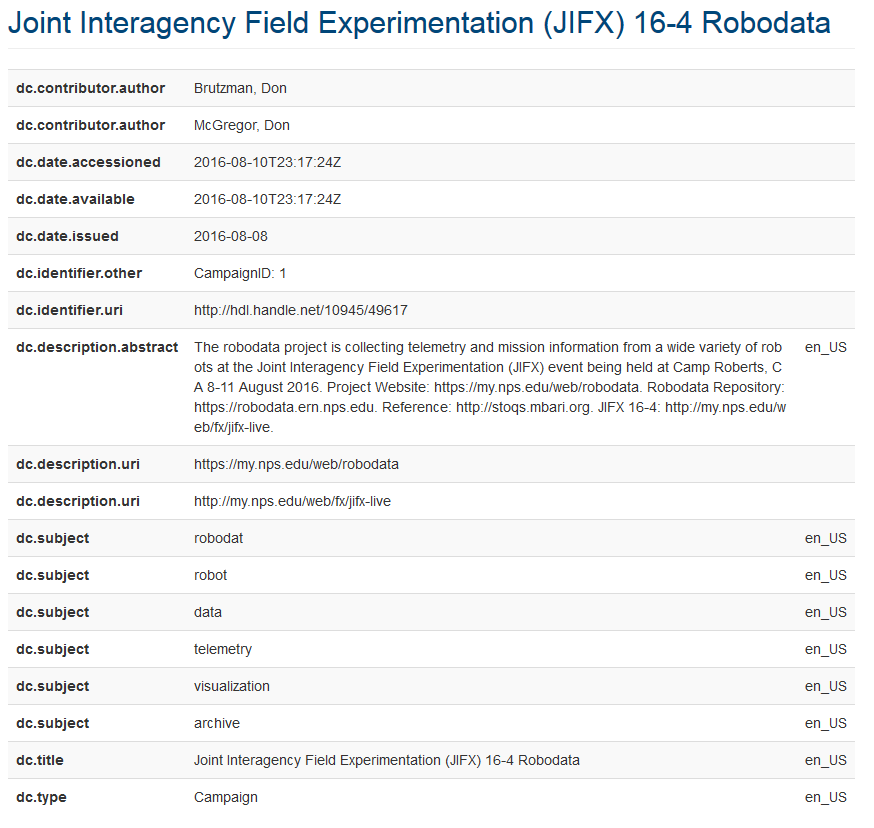 Joint Interagency Field Experimentation (JIFX) 16-4 Robodata
dc.contributor.author Brutzman, Don
dc.contributor.author McGregor, Don
dc.date.accessioned 2016-08-10T23:17:24Z
dc.date.available 2016-08-10T23:17:24Z
dc.date.issued 2016-08-08
dc.identifier.other CampaignID: 1
dc.identifier.uri http://hdl.handle.net/10945/49617
dc.description.abstract The robodata project is collecting telemetry and mission information from a wide variety of rob en_US
ots at the Joint Interagency Field Experimentation (JIFX) event being held at Camp Roberts, C
A 8-11 August 2016. Project Website: https://my.nps.edu/web/robodata. Robodata Repository:
https://robodata.ern.nps.edu. Reference: http://stoqs.mbari.org. JIFX 16-4: http://my.nps.edu/w
eb/fx/jifx-live.
dc.description.uri https://my.nps.edu/web/robodata
dc.description.uri http://my.nps.edu/web/fx/jifx-live
dc.subject robodat en_US
dc.subject robot en_US
dc.subject data en_US
dc.subject telemetry en_US
dc.subject visualization en_US
dc.subject archive en_US
dc.title Joint Interagency Field Experimentation (JIFX) 16-4 Robodata en_US
dc.type Campaign en_US